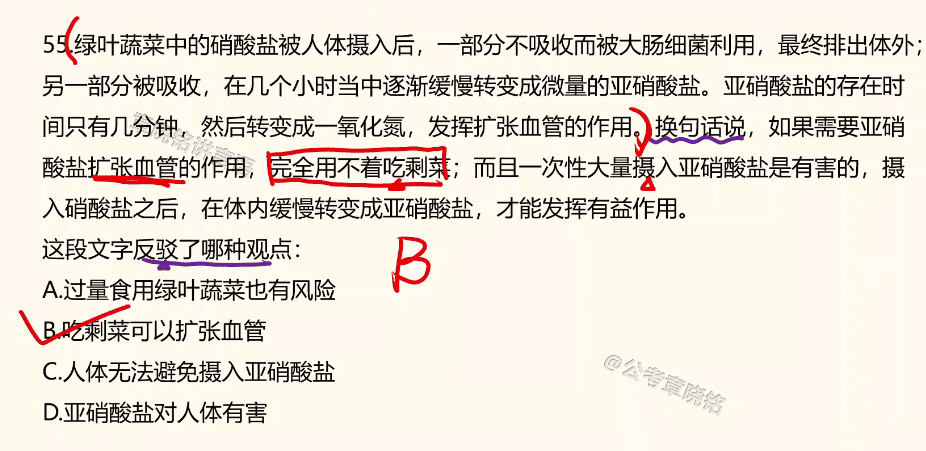 55.绿叶蔬菜中的硝酸盐被人体摄入后，一部分不吸收而被大肠细菌利用，最终排出体外；
另一部分被吸收，在几个小时当中逐渐缓慢转变成微量的亚硝酸盐。亚硝酸盐的存在时
间只有几分钟，然后转变成一氧化氮，发挥扩张血管的作用。换句话说，如果需要亚硝
酸盐扩张血管的作用，完全用不着吃剩菜；而且一次性大量摄入亚硝酸盐是有害的，摄
入硝酸盐之后，在体内缓慢转变成亚硝酸盐，才能发挥有益作用。
这段文字反驳了哪种观点：
B
A.过量食用绿叶蔬菜也有风险
B.吃剩菜可以扩张血管
C.人体无法避免摄入亚硝酸盐
D.亚硝酸盐对人体有害
@公考章晓铭